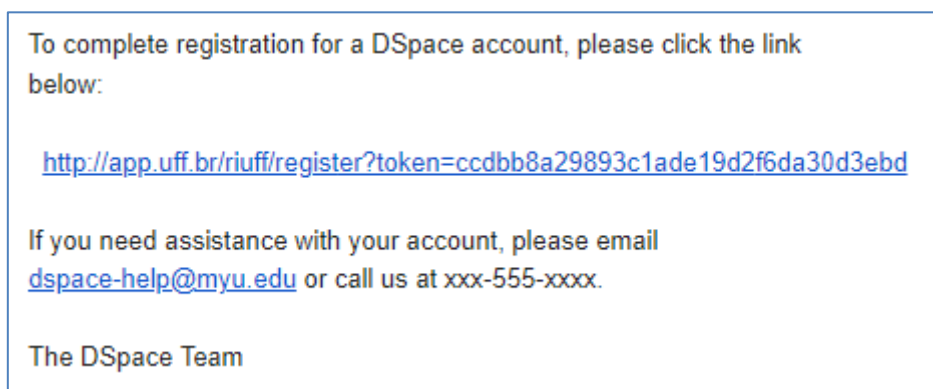 To complete registration for a DSpace account, please click the link
below:
http://app.uff.br/riuff/register?token=ccdbb8a29893c1ade19d2f6da30d3ebd
If you need assistance with your account, please email
dspace-help@myu.edu or call us at xxx-555-xxxx.
The DSpace Team